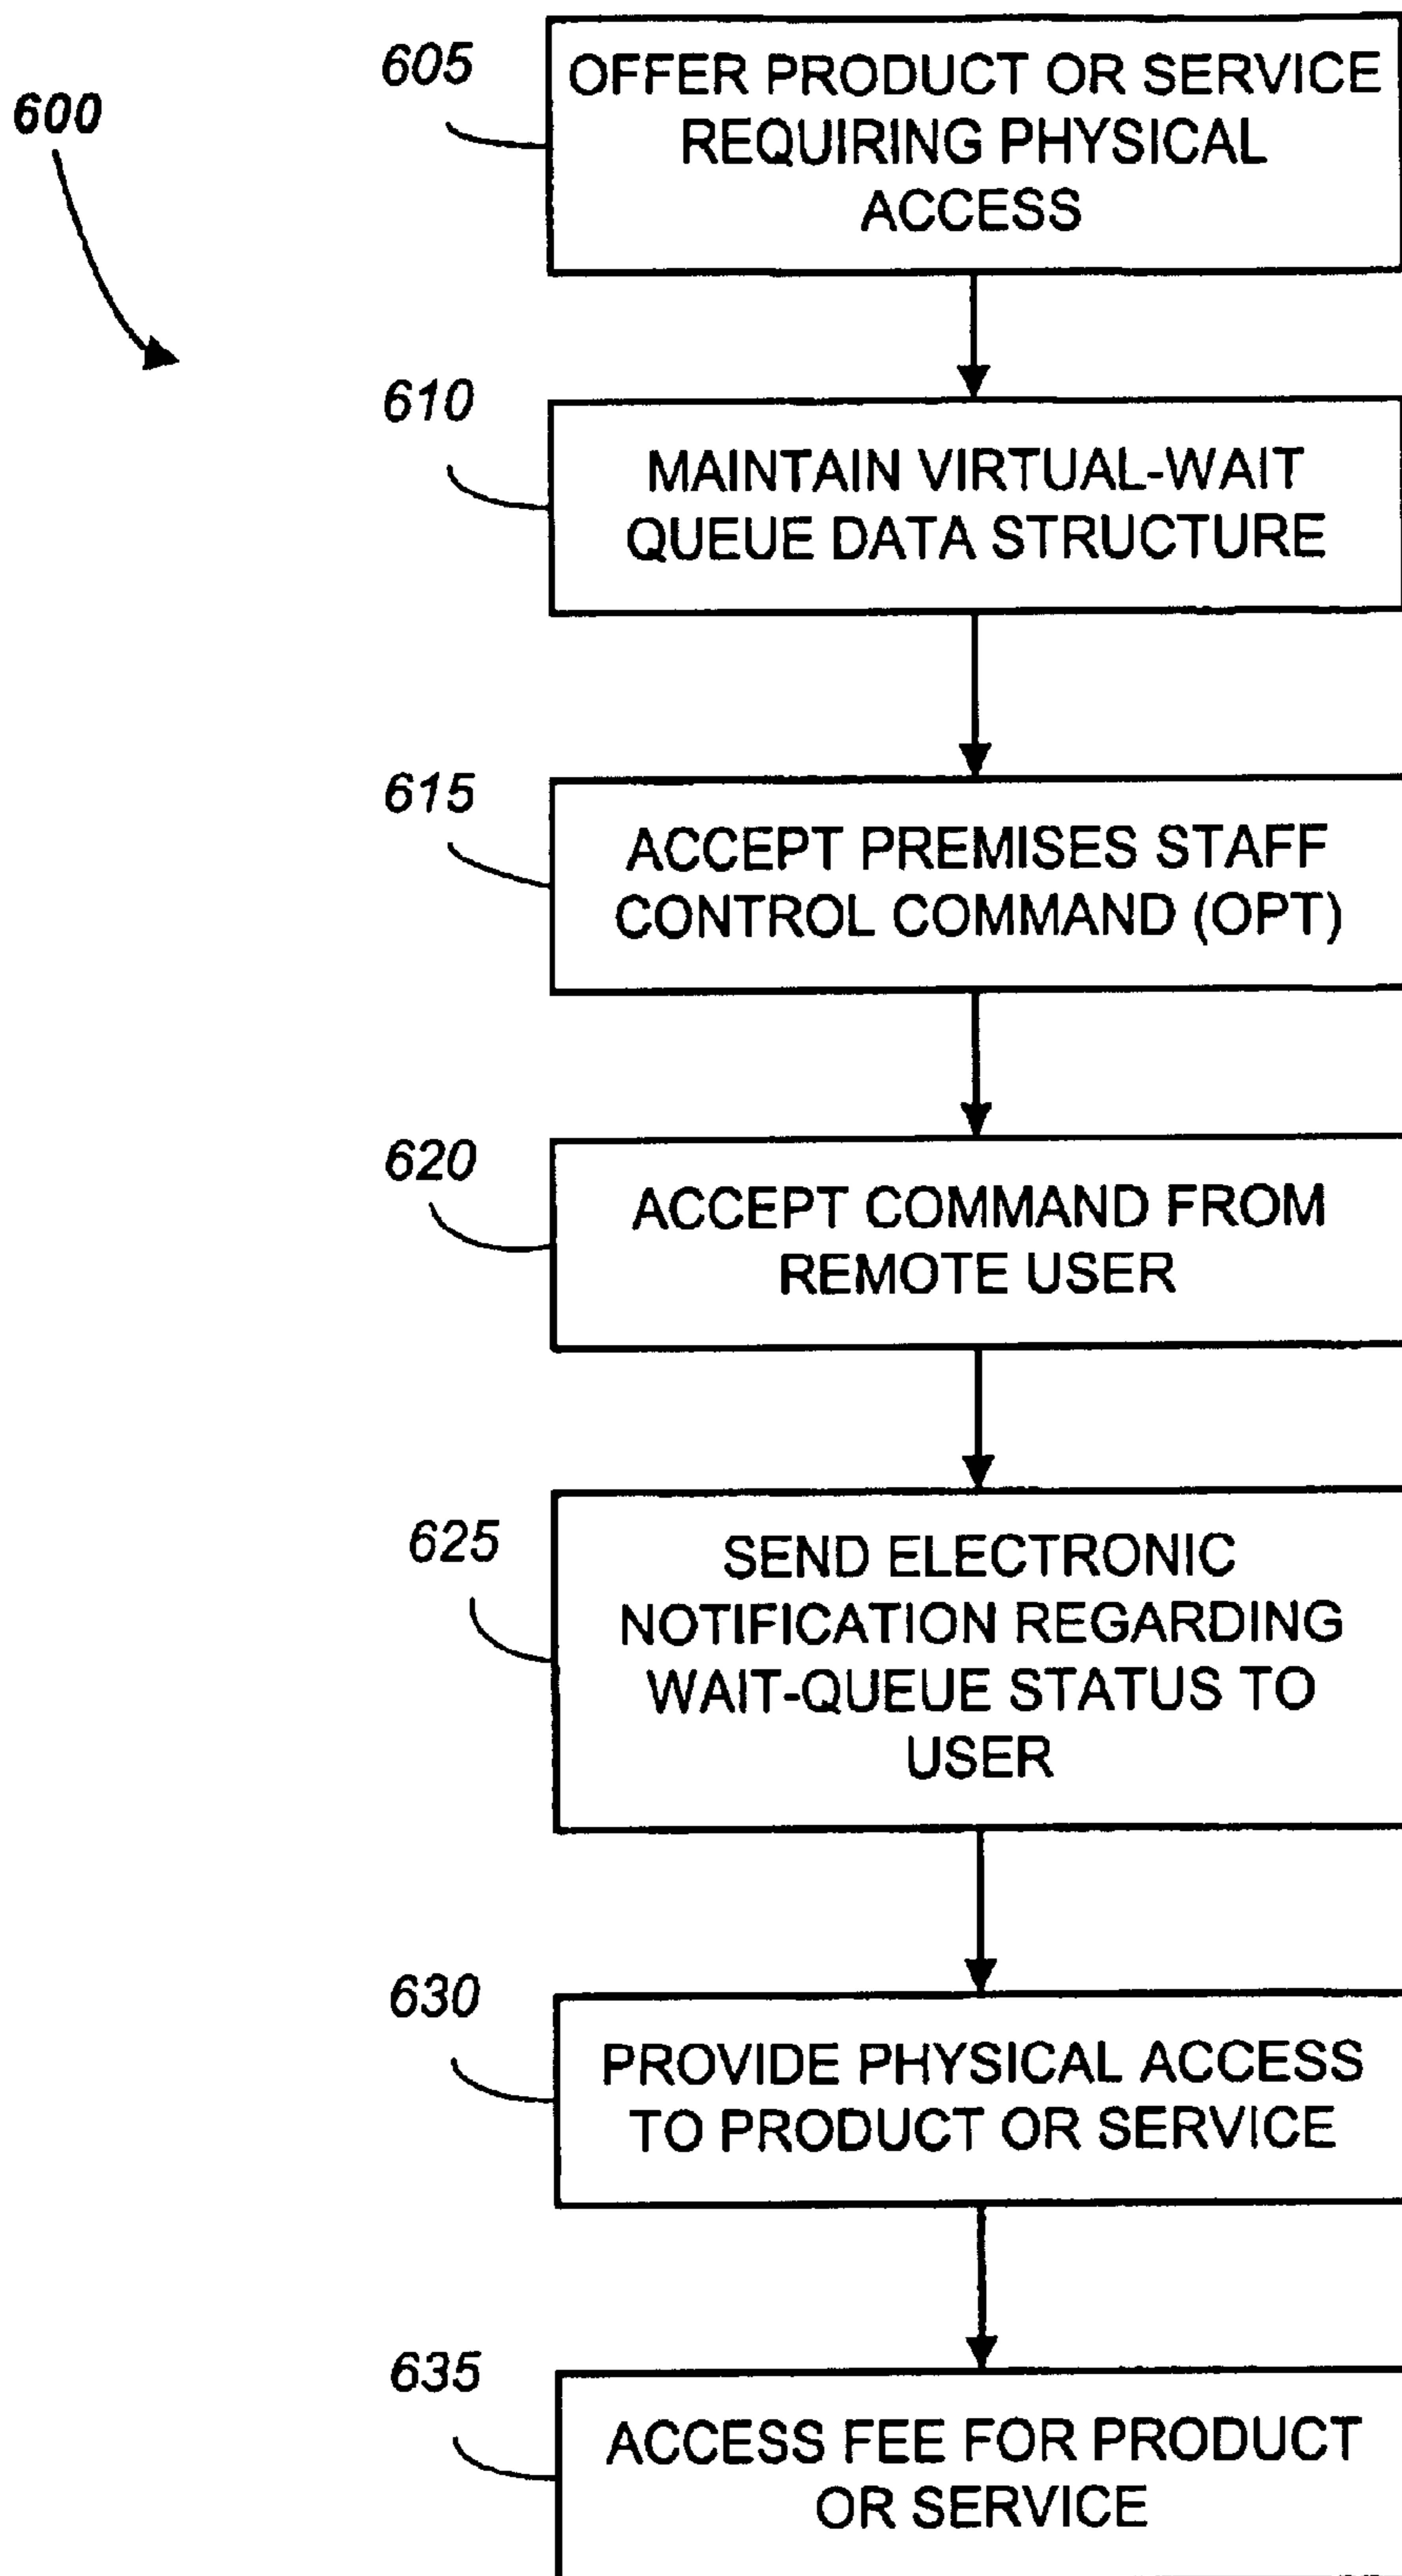 600
605
OFFER PRODUCT OR SERVICE
REQUIRING PHYSICAL
ACCESS
610
MAINTAIN VIRTUAL-WAIT
QUEUE DATA STRUCTURE
615
ACCEPT PREMISES STAFF
CONTROL COMMAND (OPT)
620
ACCEPT COMMAND FROM
REMOTE USER
625
SEND ELECTRONIC
NOTIFICATION REGARDING
WAIT-QUEUE STATUS TO
USER
630
PROVIDE PHYSICAL ACCESS
TO PRODUCT OR SERVICE
635
ACCESS FEE FOR PRODUCT
OR SERVICE